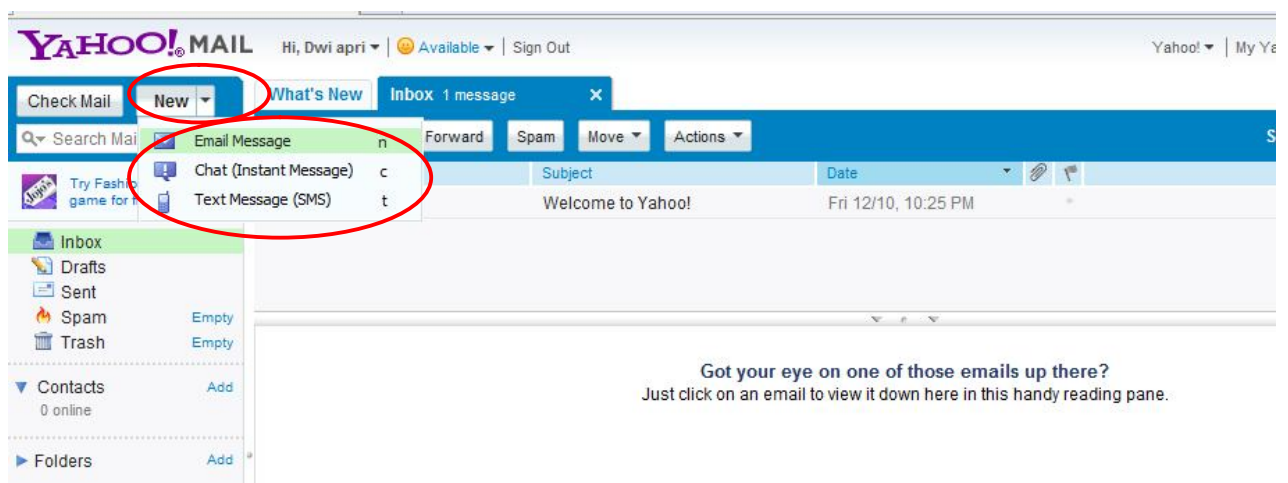 YAHOO!® MAIL Hi, Dwi apri Available Sign Out Yahoo! My Ya
Check Mail New What's New Inbox 1 message
Search Mai Forward Spam Move Actions S
Email Message n
Chat (Instant Message) c
Text Message (SMS) t
Try Fashio
game for f
Subject Date
Welcome to Yahoo! Fri 12/10, 10:25 PM
Inbox
Drafts
Sent
Spam Empty
Trash Empty
Got your eye on one of those emails up there?
Just click on an email to view it down here in this handy reading pane.
Contacts Add
0 online
Folders Add